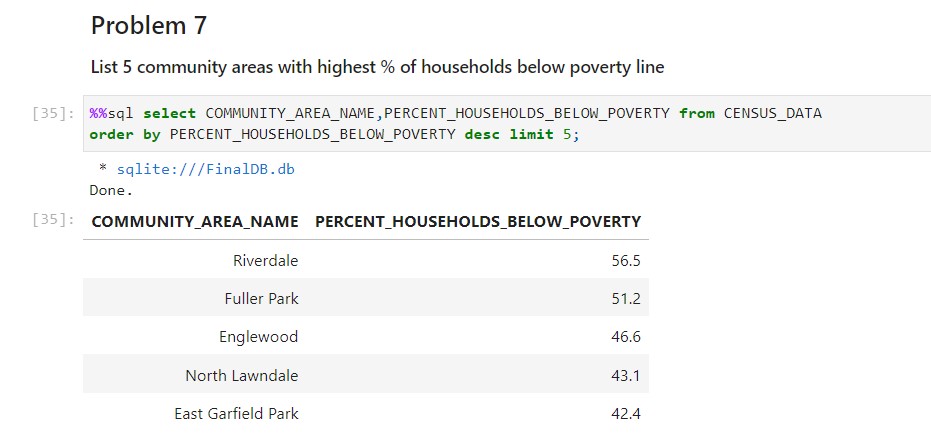 Problem 7
List 5 community areas with highest % of households below poverty line
[35]: %%sql select COMMUNITY_AREA_NAME,PERCENT_HOUSEHOLDS_BELOW_POVERTY from CENSUS_DATA
order by PERCENT_HOUSEHOLDS_BELOW_POVERTY desc limit 5;
* sqlite:///FinalDB.db
Done.
[35]: COMMUNITY_AREA_NAME PERCENT_HOUSEHOLDS_BELOW_POVERTY
Riverdale 56.5
Fuller Park 51.2
Englewood 46.6
North Lawndale 43.1
East Garfield Park 42.4